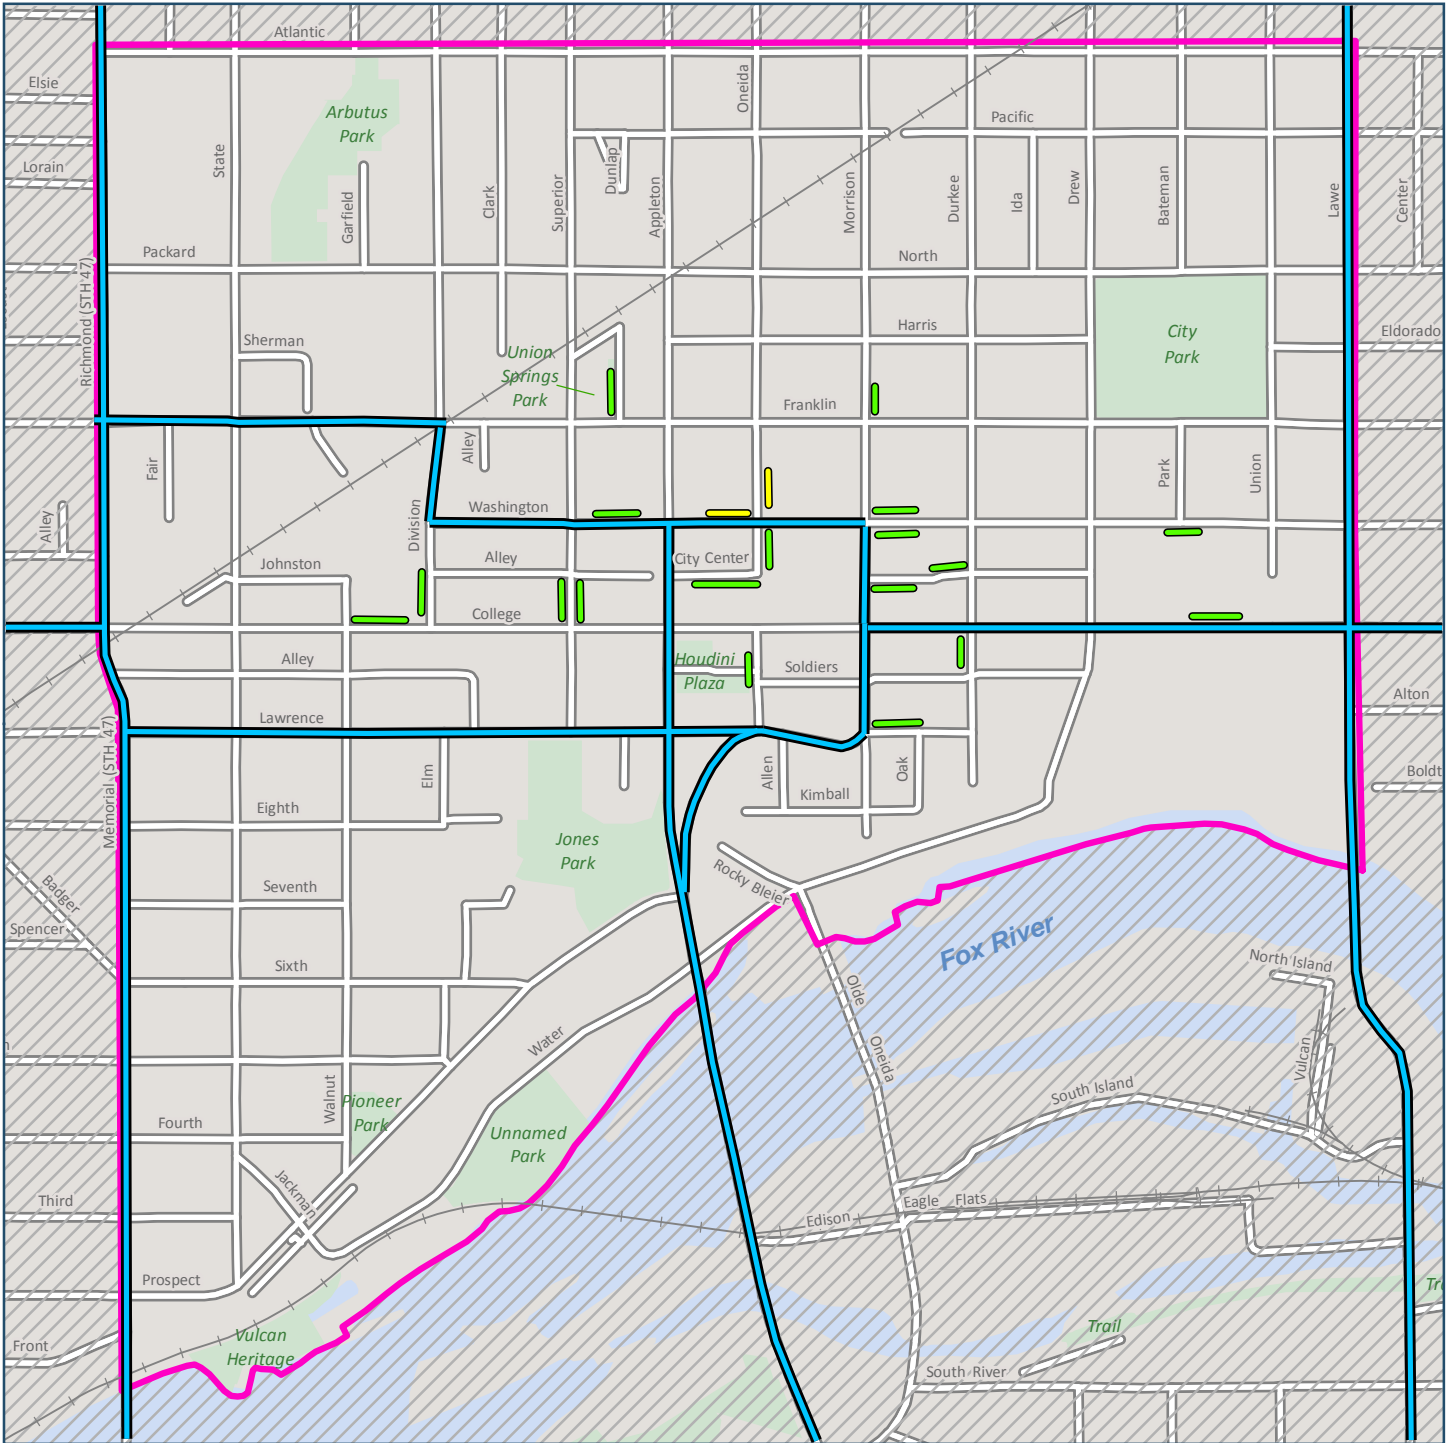 Atlantic
Elsie
Arbutus
Park
Oneida
Pacific
Lorain
State
Garfield
Clark
Superior
Dunlap
Appleton
Morrison
Durkee
Ida
Drew
Bateman
Lawe
Center
Packard
North
Richmond (STH 47)
Sherman
Harris
City
Park
Eldorado
Union
Springs
Park
Franklin
Fair
Alley
Park
Union
Alley
Division
Washington
Johnston
Alley
City Center
College
Alley
Houdini
Plaza
Soldiers
Alton
Lawrence
Memorial (STH 47)
Elm
Allen
Oak
Boldt
Kimball
Eighth
Jones
Park
Rocky Bleier
Badger
Seventh
Spencer
Fox River
Sixth
North Island
Olde
Oneida
Water
Vulcan
South Island
Walnut
Pioneer
Park
Fourth
Unnamed
Park
Jackman
Third
Eagle Flats
Edison
Prospect
Trail
Front
Vulcan
Heritage
South River